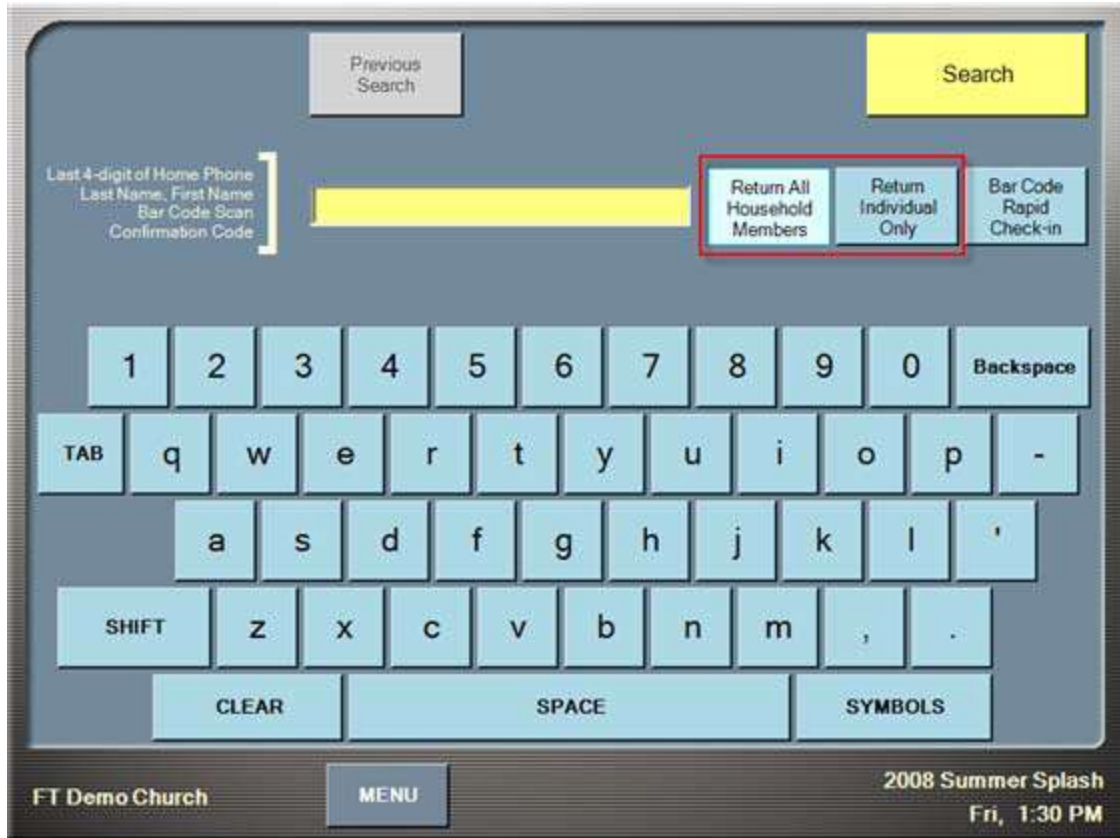 Previous
Search
Search
Last 4-digit of Home Phone
Last Name, First Name
Bar Code Scan
Confirmation Code
Return All
Household
Members
Return
Individual
Only
Bar Code
Rapid
Check-in
1 2 3 4 5 6 7 8 9 0 Backspace
TAB q w e r t y u i o p -
a s d f g h j k l '
SHIFT z x c v b n m , .
CLEAR SPACE SYMBOLS
FT Demo Church
MENU
2008 Summer Splash
Fri, 1:30 PM